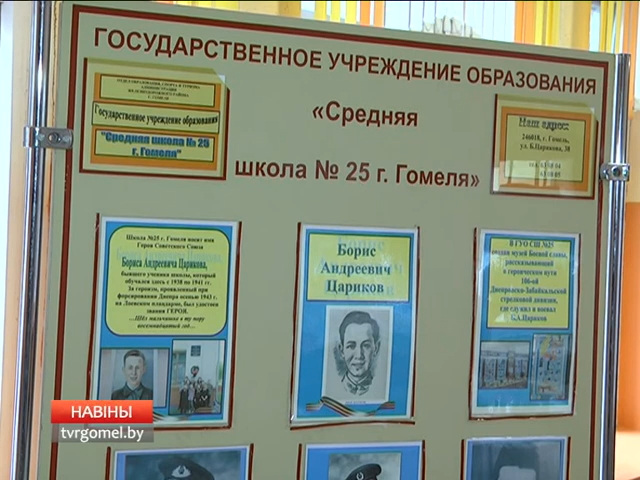 ГОСУДАРСТВЕННОЕ УЧРЕЖДЕНИЕ ОБРАЗОВАНИЯ
«Средняя
школа № 25 г. Гомеля»
Государственное учреждение образования
"Средняя школа № 25
г. Гомеля"
Наш адрес:
246018, г. Гомель,
ул. Б.Царикова, 38
Школа №25 г. Гомеля носит имя
Героя Советского Союза
Бориса Андреевича Царикова,
бывшего ученика школы, который
обучался здесь с 1938 по 1941 гг.
За героизм, проявленный при
форсировании Днепра осенью 1943 г.
на Лоевском плацдарме, был удостоен
звания ГЕРОЯ.
Борис
Андреевич
Цариков
В ГУО СШ №25
создан музей Боевой славы,
рассказывающий
о героическом пути
106-ой
Днепровско-Забайкальской
стрелковой дивизии,
где служил и воевал
Б.А.Цариков
НАВІНЫ
tvrgomel.by